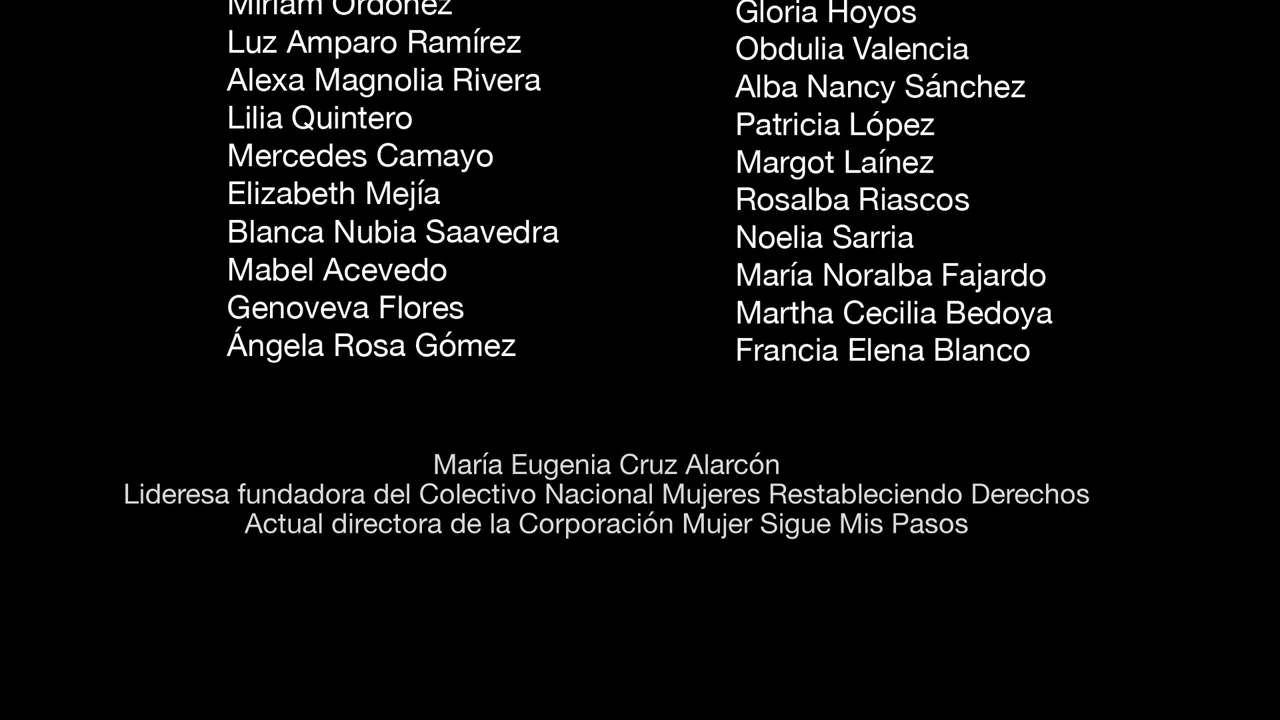 Miriam Ordoñez
Luz Amparo Ramírez
Alexa Magnolia Rivera
Lilia Quintero
Mercedes Camayo
Elizabeth Mejía
Blanca Nubia Saavedra
Mabel Acevedo
Genoveva Flores
Ángela Rosa Gómez
Gloria Hoyos
Obdulia Valencia
Alba Nancy Sánchez
Patricia López
Margot Laínez
Rosalba Riascos
Noelia Sarria
María Noralba Fajardo
Martha Cecilia Bedoya
Francia Elena Blanco
María Eugenia Cruz Alarcón
Lideresa fundadora del Colectivo Nacional Mujeres Restableciendo Derechos
Actual directora de la Corporación Mujer Sigue Mis Pasos